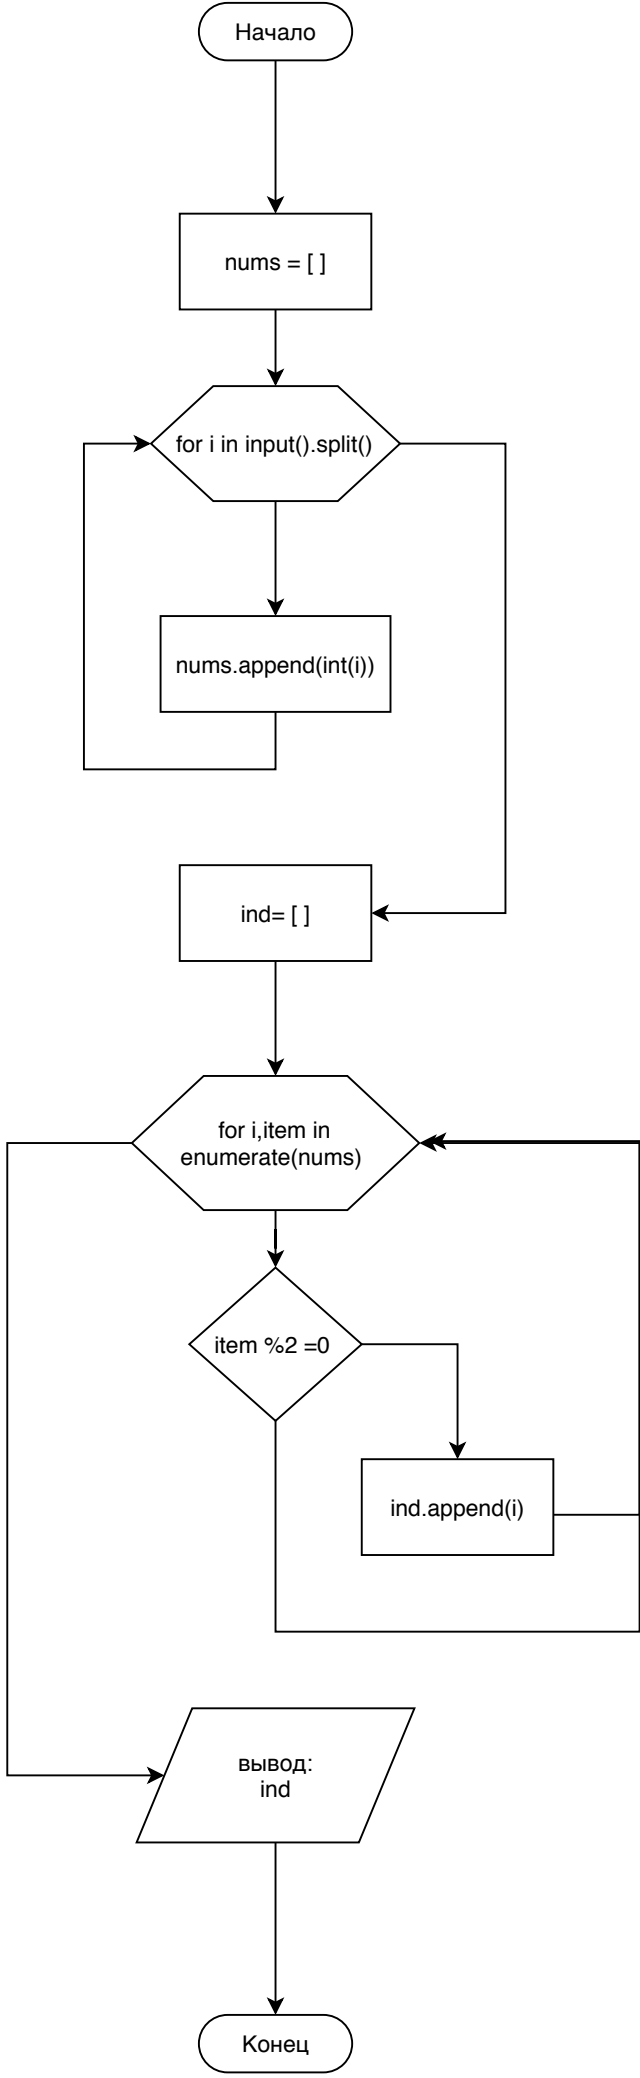 Начало
nums = [ ]
for i in input().split()
nums.append(int(i))
ind= [ ]
for i,item in
enumerate(nums)
item %2 =0
ind.append(i)
вывод:
ind
Конец